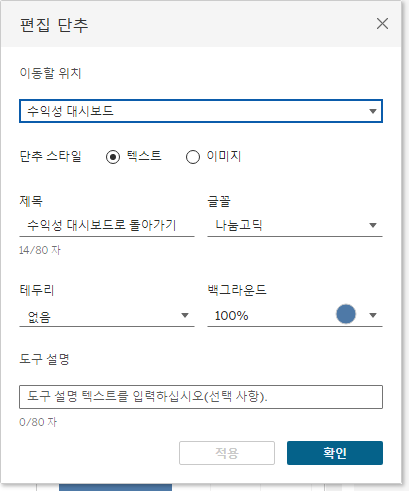 편집 단추
이동할 위치
수익성 대시보드
단추 스타일 텍스트 이미지
제목 글꼴
수익성 대시보드로 돌아가기 나눔고딕
14/80 자
테두리 백그라운드
없음 100%
도구 설명
도구 설명 텍스트를 입력하십시오(선택 사항).
0/80 자
적용 확인